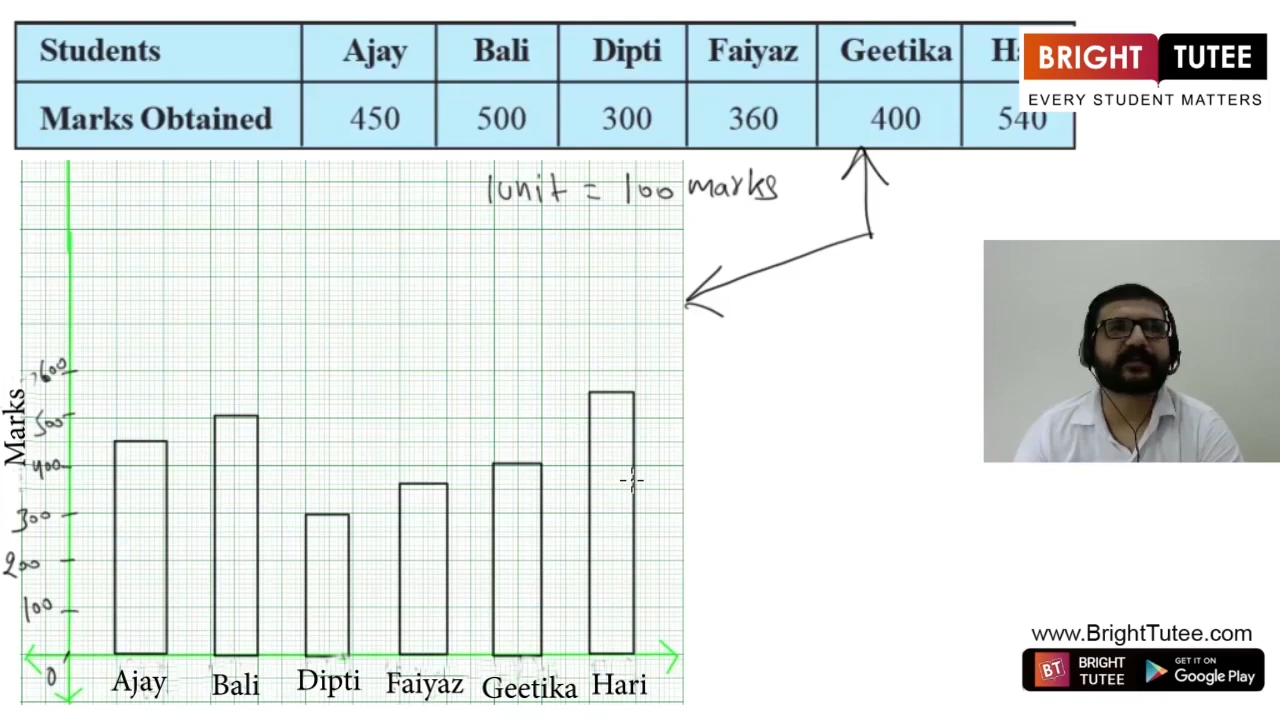 Students Ajay Bali Dipti Faiyaz Geetika
Marks Obtained 450 500 300 360 400 540
BRIGHT TUTEE
EVERY STUDENT MATTERS
1unit = 100 marks
Marks
600
500
400
300
200
100
0
Ajay Bali Dipti Faiyaz Geetika Hari
www.BrightTutee.com
BT BRIGHT TUTEE
GET IT ON
Google Play